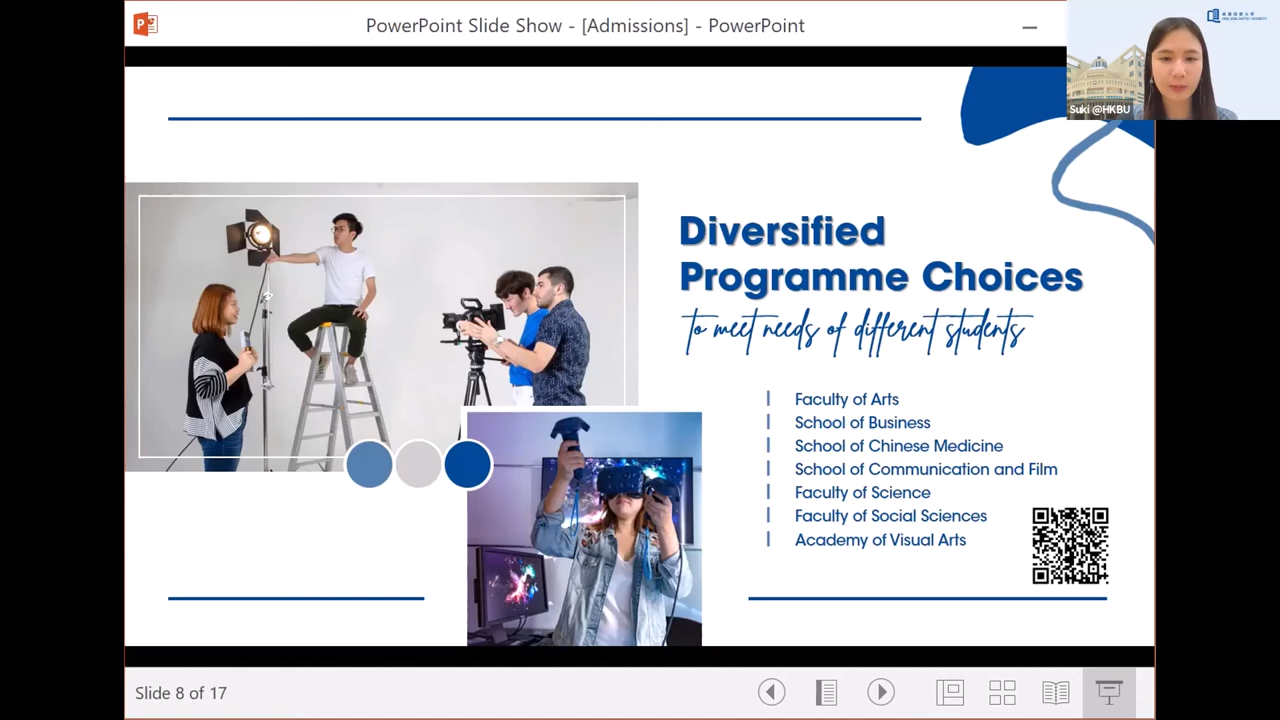 PowerPoint Slide Show - [Admissions] - PowerPoint
Suki @HKBU
Diversified
Programme Choices
to meet needs of different students
Faculty of Arts
School of Business
School of Chinese Medicine
School of Communication and Film
Faculty of Science
Faculty of Social Sciences
Academy of Visual Arts
Slide 8 of 17